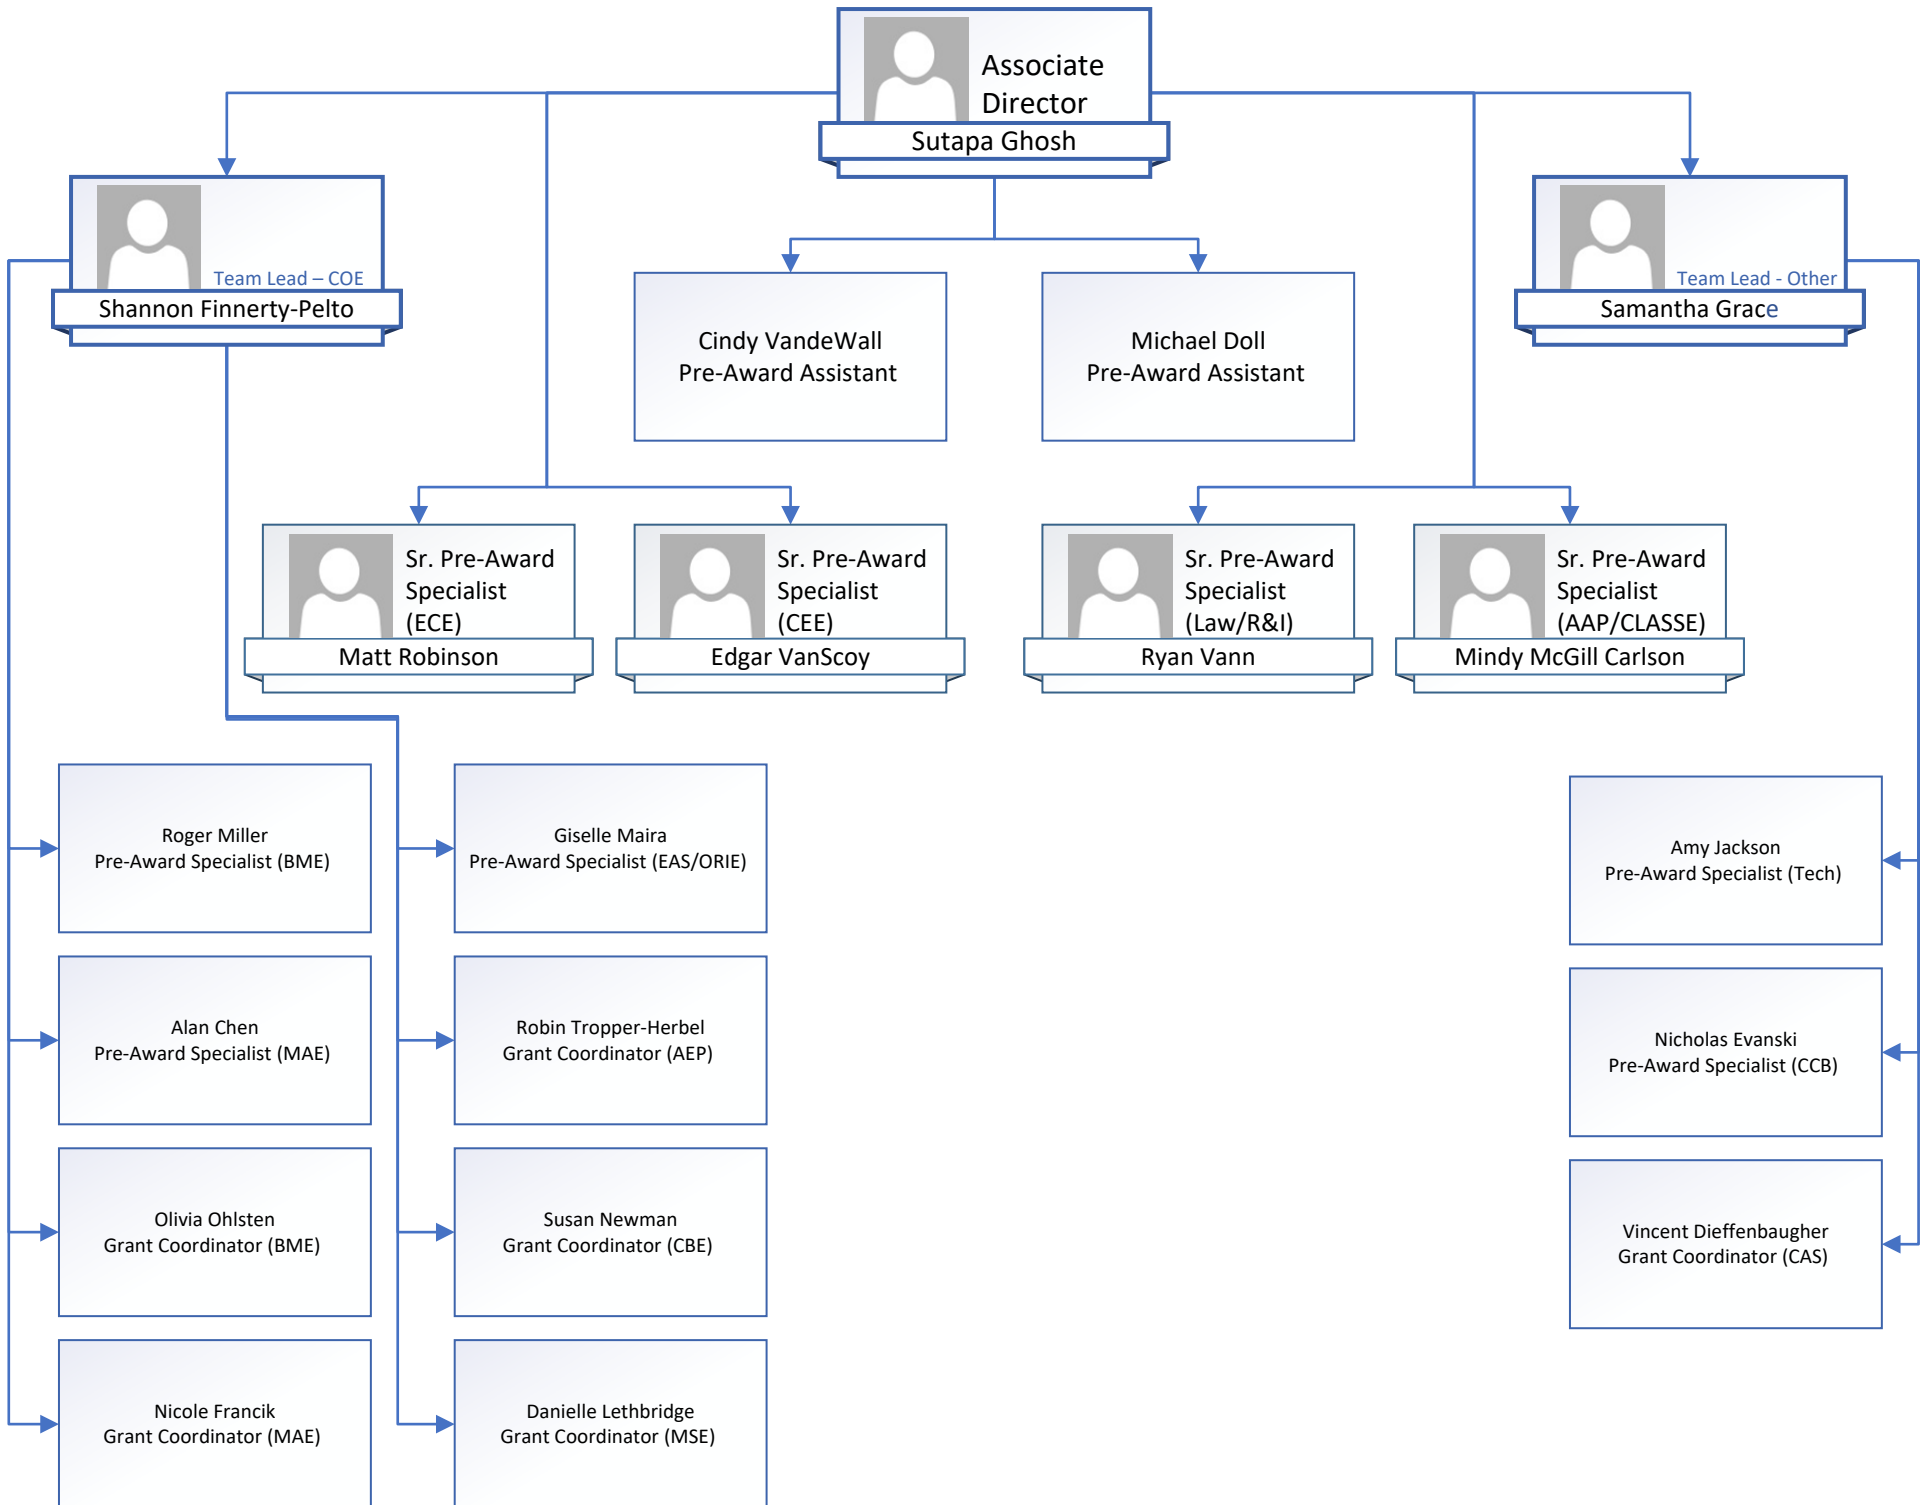 Associate
Director
Sutapa Ghosh
Team Lead – COE
Shannon Finnerty-Pelto
Team Lead - Other
Samantha Grace
Cindy VandeWall
Pre-Award Assistant
Michael Doll
Pre-Award Assistant
Sr. Pre-Award
Specialist
(ECE)
Matt Robinson
Sr. Pre-Award
Specialist
(CEE)
Edgar VanScoy
Sr. Pre-Award
Specialist
(Law/R&I)
Ryan Vann
Sr. Pre-Award
Specialist
(AAP/CLASSE)
Mindy McGill Carlson
Roger Miller
Pre-Award Specialist (BME)
Giselle Maira
Pre-Award Specialist (EAS/ORIE)
Amy Jackson
Pre-Award Specialist (Tech)
Alan Chen
Pre-Award Specialist (MAE)
Robin Tropper-Herbel
Grant Coordinator (AEP)
Nicholas Evanski
Pre-Award Specialist (CCB)
Olivia Ohlsten
Grant Coordinator (BME)
Susan Newman
Grant Coordinator (CBE)
Vincent Dieffenbaugher
Grant Coordinator (CAS)
Nicole Francik
Grant Coordinator (MAE)
Danielle Lethbridge
Grant Coordinator (MSE)